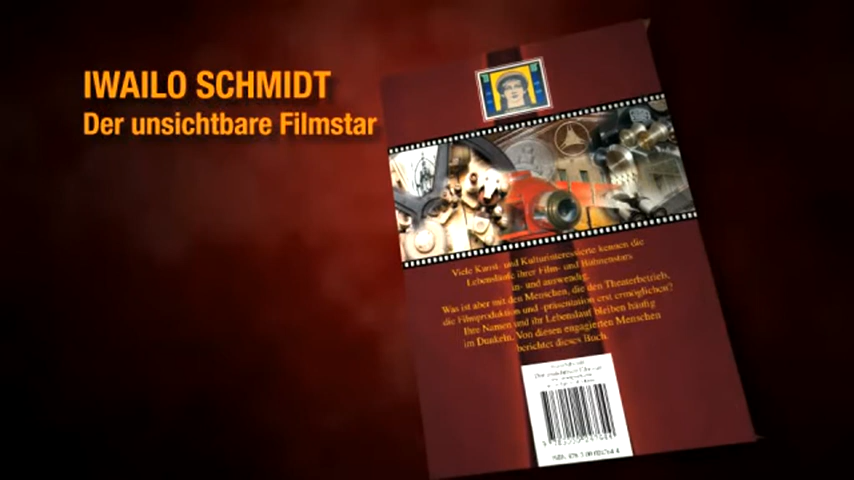 IWAILO SCHMIDT
Der unsichtbare Filmstar
Viele Kunst- und Kulturinteressierte kennen die
Lebensläufe ihrer Film- und Bühnenstars
in- und auswendig.
Was ist aber mit den Menschen, die den Theaterbetrieb,
die Filmproduktion und -präsentation erst ermöglichen?
Ihre Namen und ihr Lebenslauf bleiben häufig
im Dunkeln. Von diesen engagierten Menschen
berichtet dieses Buch.